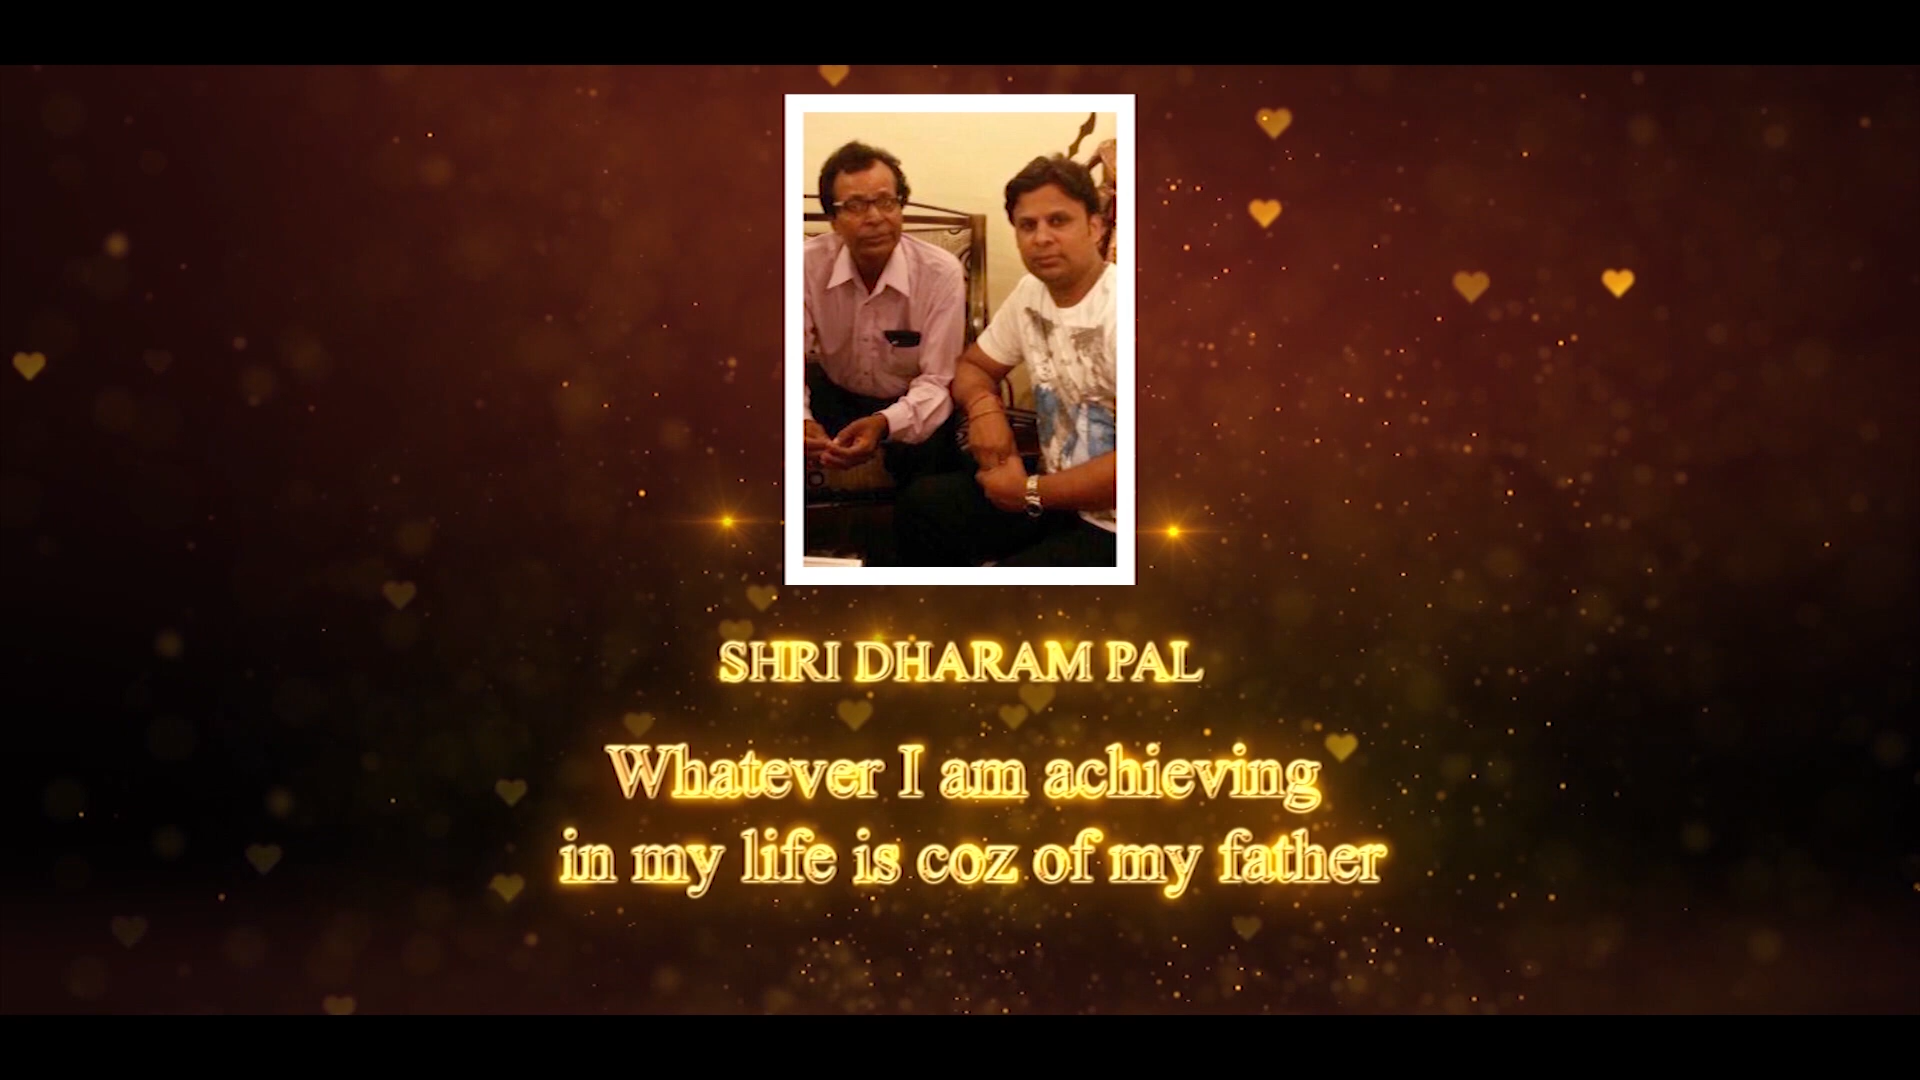 SHRI DHARAM PAL
Whatever I am achieving
in my life is coz of my father